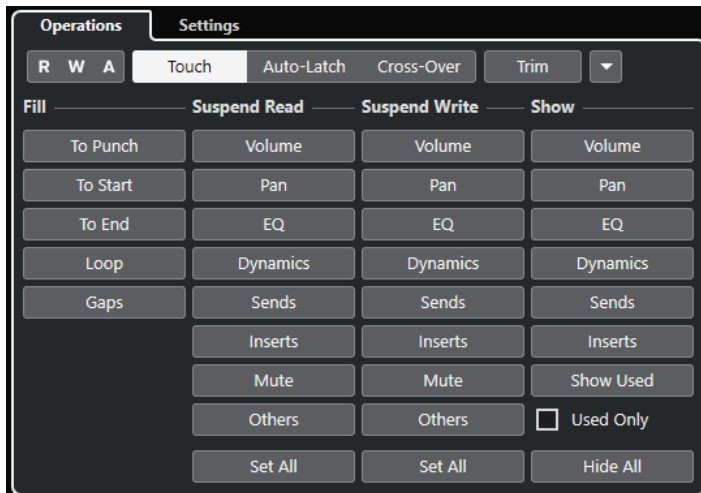 Operations Settings
R W A Touch Auto-Latch Cross-Over Trim
Fill Suspend Read Suspend Write Show
To Punch Volume Volume Volume
To Start Pan Pan Pan
To End EQ EQ EQ
Loop Dynamics Dynamics Dynamics
Gaps Sends Sends Sends
Inserts Inserts Inserts
Mute Mute Show Used
Others Others Used Only
Set All Set All Hide All